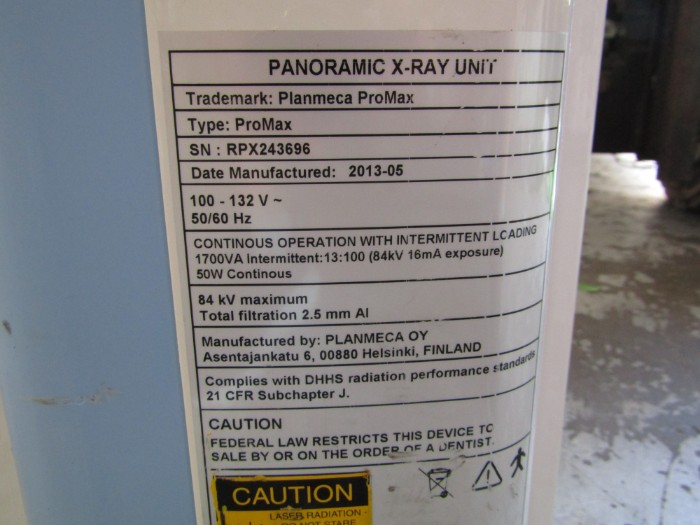 PANORAMIC X-RAY UNIT
Trademark: Planmeca ProMax
Type: ProMax
SN : RPX243696
Date Manufactured: 2013-05
100 - 132 V ~
50/60 Hz
CONTINOUS OPERATION WITH INTERMITTENT LOADING
1700VA Intermittent:13:100 (84kV 16mA exposure)
50W Continous
84 kV maximum
Total filtration 2.5 mm Al
Manufactured by: PLANMECA OY
Asentajankatu 6, 00880 Helsinki, FINLAND
Complies with DHHS radiation performance standards
21 CFR Subchapter J.
CAUTION
FEDERAL LAW RESTRICTS THIS DEVICE TO
SALE BY OR ON THE ORDER OF A DENTIST.
CAUTION
LASER RADIATION -
DO NOT STARE